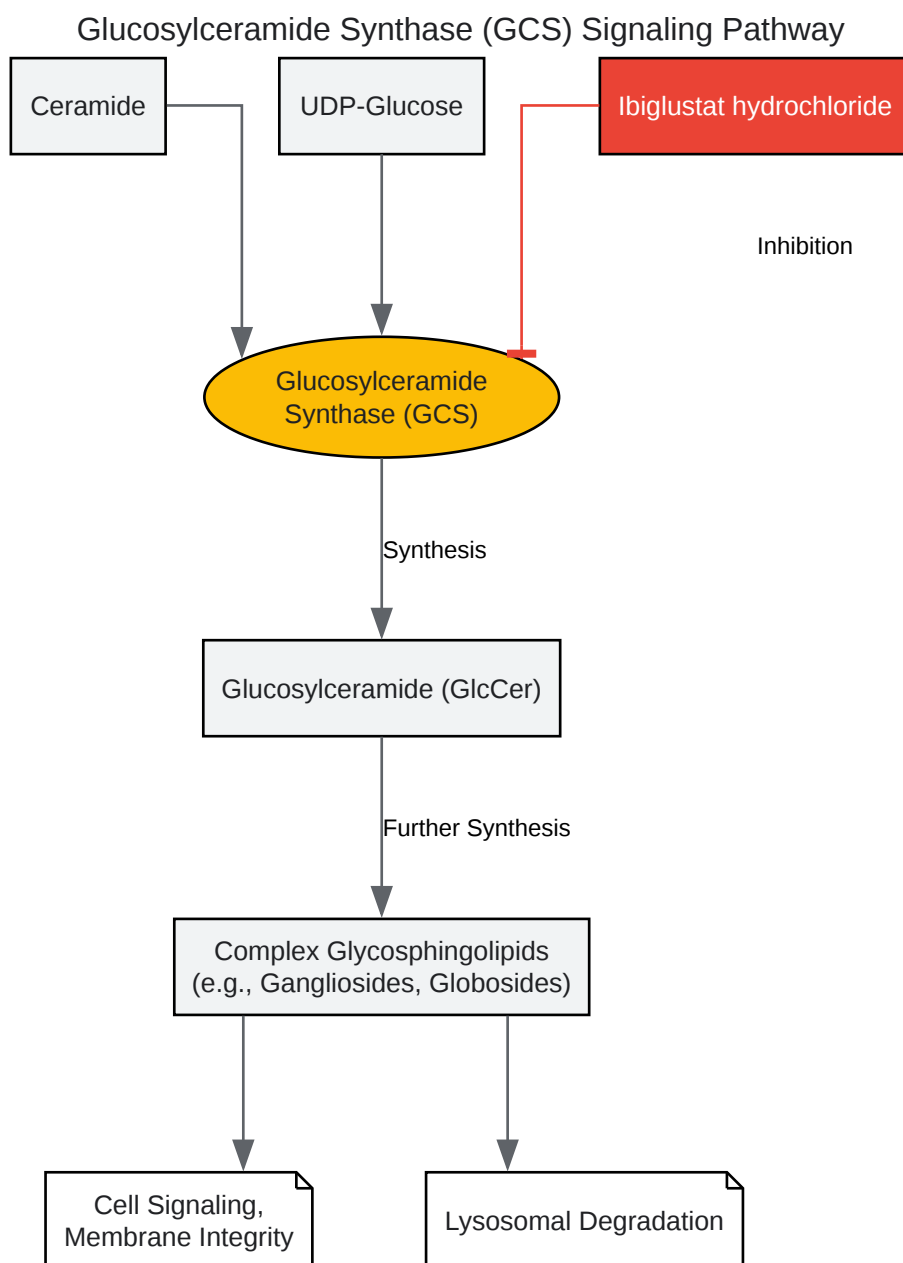 Glucosylceramide Synthase (GCS) Signaling Pathway
Ceramide
UDP-Glucose
Ibiglustat hydrochloride
Inhibition
Glucosylceramide
Synthase (GCS)
Synthesis
Glucosylceramide (GlcCer)
Further Synthesis
Complex Glycosphingolipids
(e.g., Gangliosides, Globosides)
Cell Signaling,
Membrane Integrity
Lysosomal Degradation